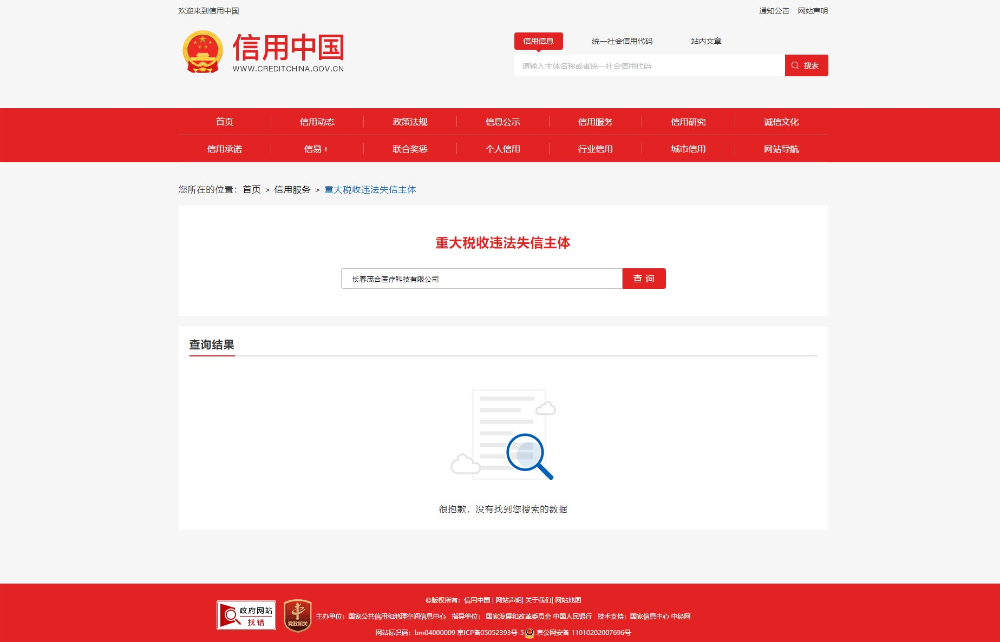 欢迎来到信用中国
通知公告 网站声明
信用中国
WWW.CREDITCHINA.GOV.CN
信用信息 统一社会信用代码 站内文章
请输入主体名称或者统一社会信用代码 搜索
首页 信用动态 政策法规 信息公示 信用服务 信用研究 诚信文化
信用承诺 信易+ 联合奖惩 个人信用 行业信用 城市信用 网站导航
您所在的位置：首页 > 信用服务 > 重大税收违法失信主体
重大税收违法失信主体
长春茂合医疗科技有限公司 查 询
查询结果
很抱歉，没有找到您搜索的数据
政府网站
找错
党政机关
©版权所有：信用中国 | 网站声明| 关于我们| 网站地图
主办单位：国家公共信用和地理空间信息中心 指导单位： 国家发展和改革委员会 中国人民银行 技术支持：国家信息中心 中经网
网站标识码：bm04000009 京ICP备05052393号-5 京公网安备 11010202007696号